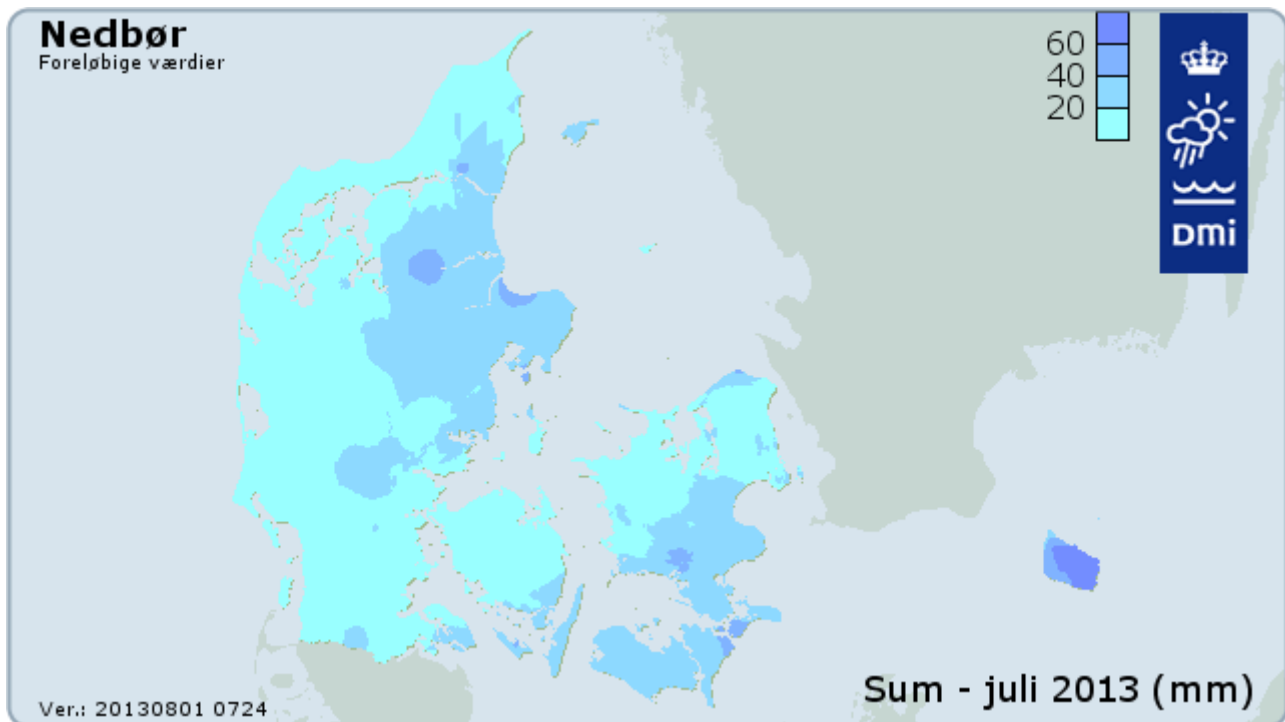 Nedbør
Foreløbige værdier
60
40
20
DMI
Sum - juli 2013 (mm)
Ver.: 20130801 0724